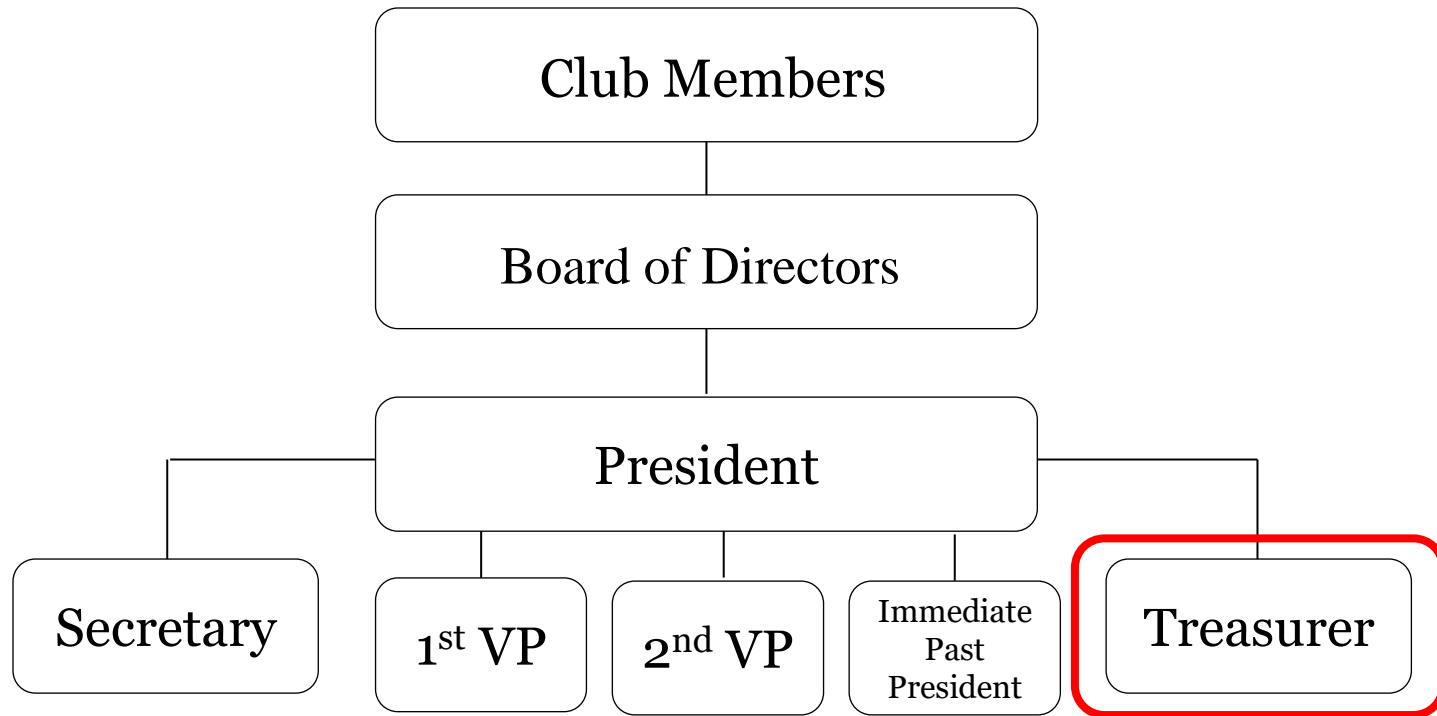 Club Members
Board of Directors
President
Secretary
1st VP
2nd VP
Immediate
Past
President
Treasurer